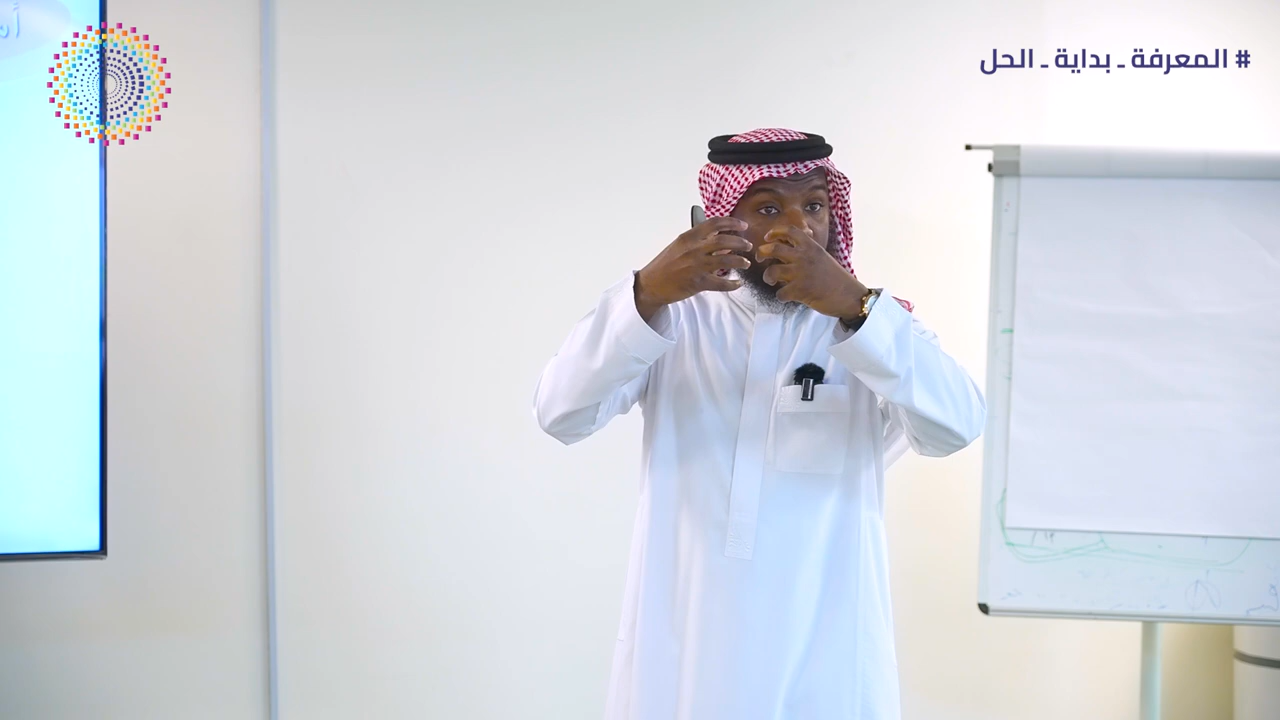 # المعرفة ـ بداية ـ الحل